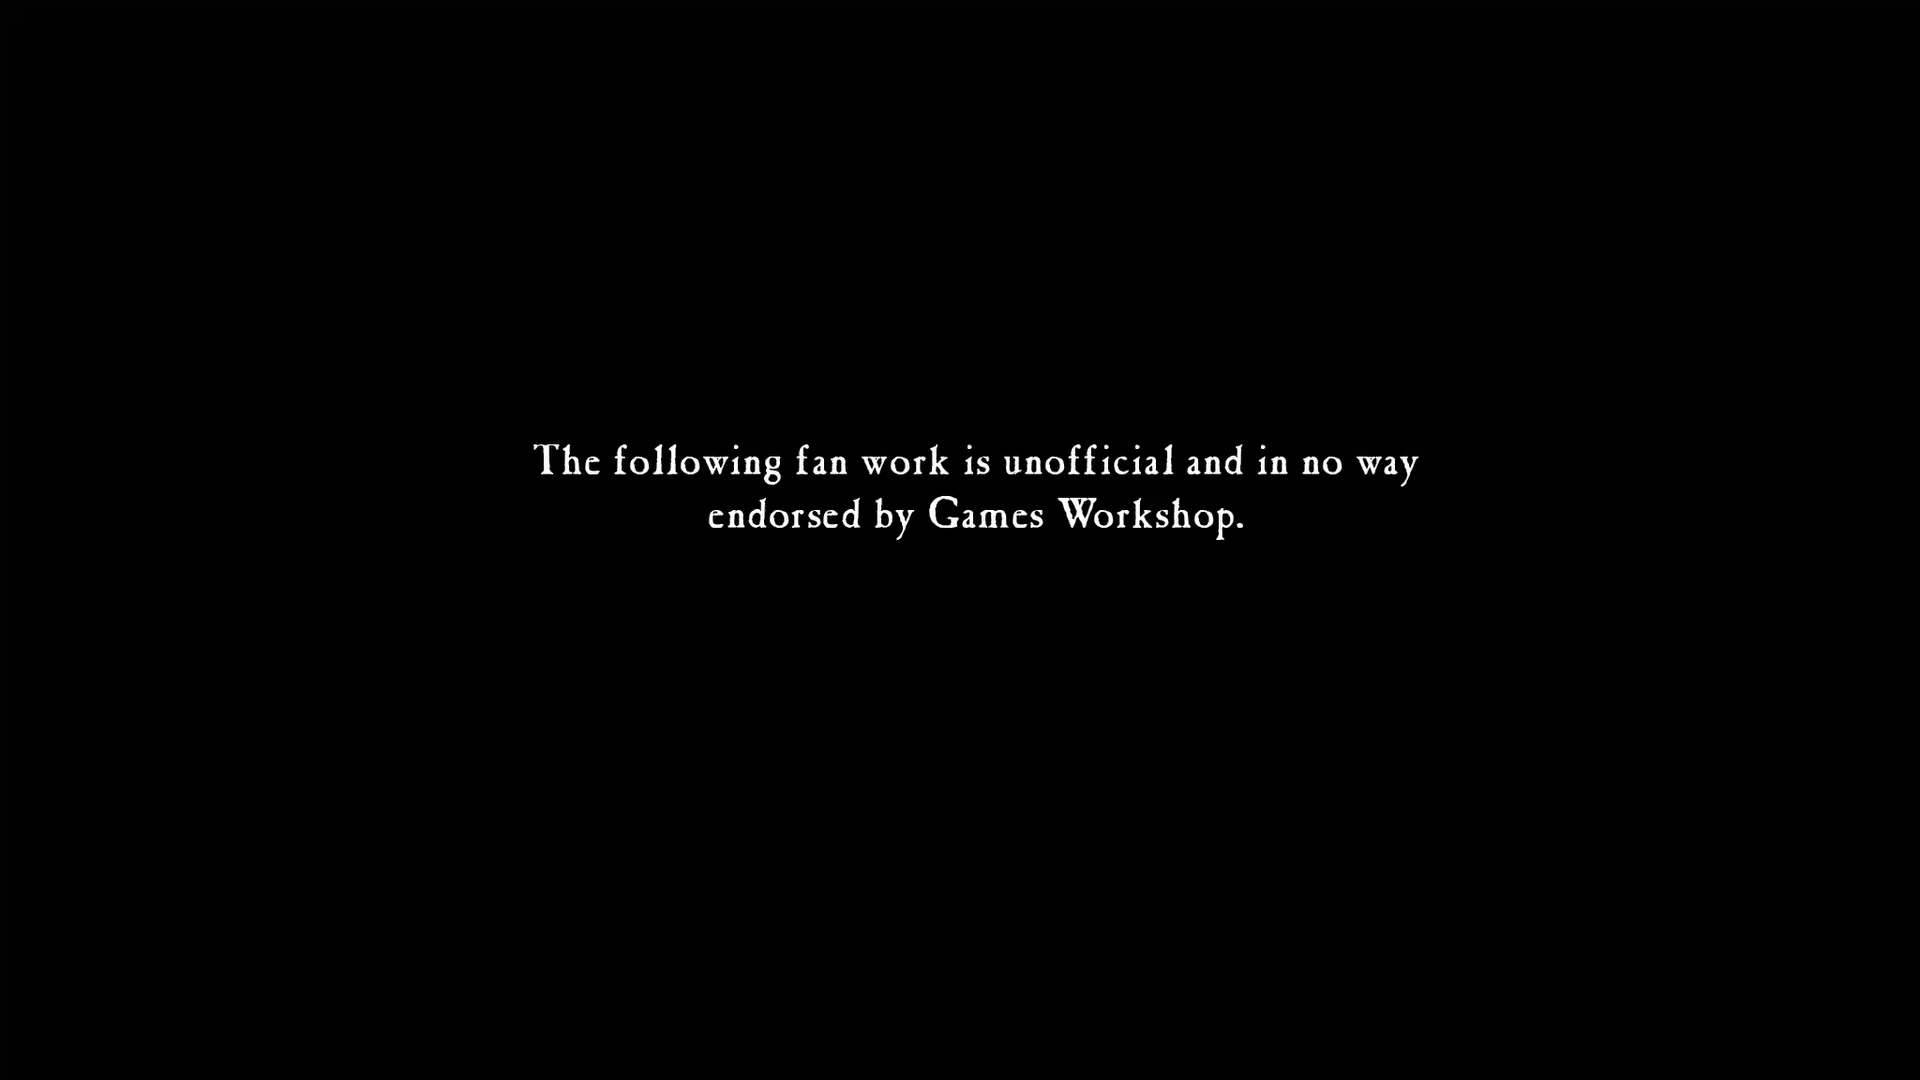 The following fan work is unofficial and in no way
endorsed by Games Workshop.